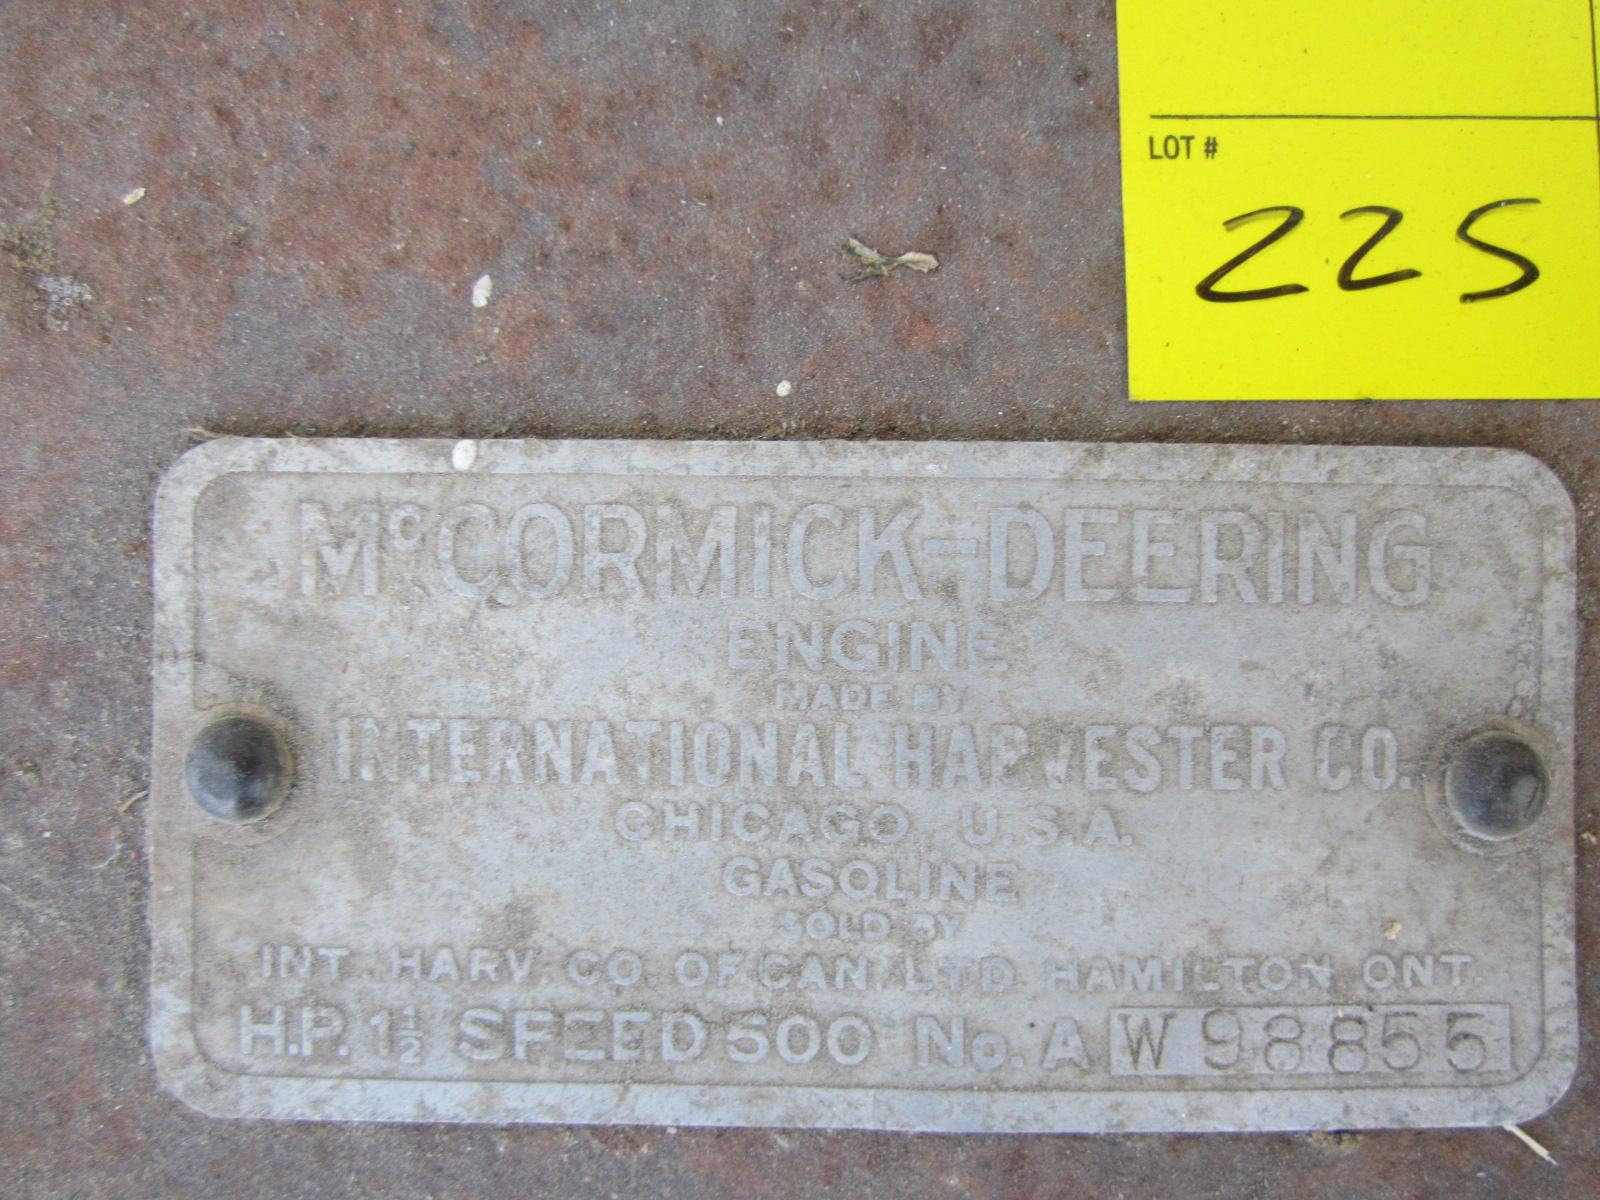 LOT #
225
McCORMICK-DEERING
ENGINE
MADE BY
INTERNATIONAL HARVESTER CO.
CHICAGO, U.S.A.
GASOLINE
SOLD BY
INT. HARV. CO. OF CAN. LTD. HAMILTON ONT.
H.P. 1½ SPEED 500 No. A W 98855